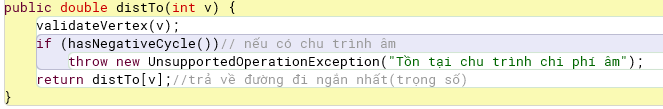 public double distTo(int v) {
validateVertex(v);
if (hasNegativeCycle())// nếu có chu trình âm
throw new UnsupportedOperationException("Tồn tại chu trình chi phí âm");
return distTo[v];//trả về đường đi ngắn nhất(trọng số)
}